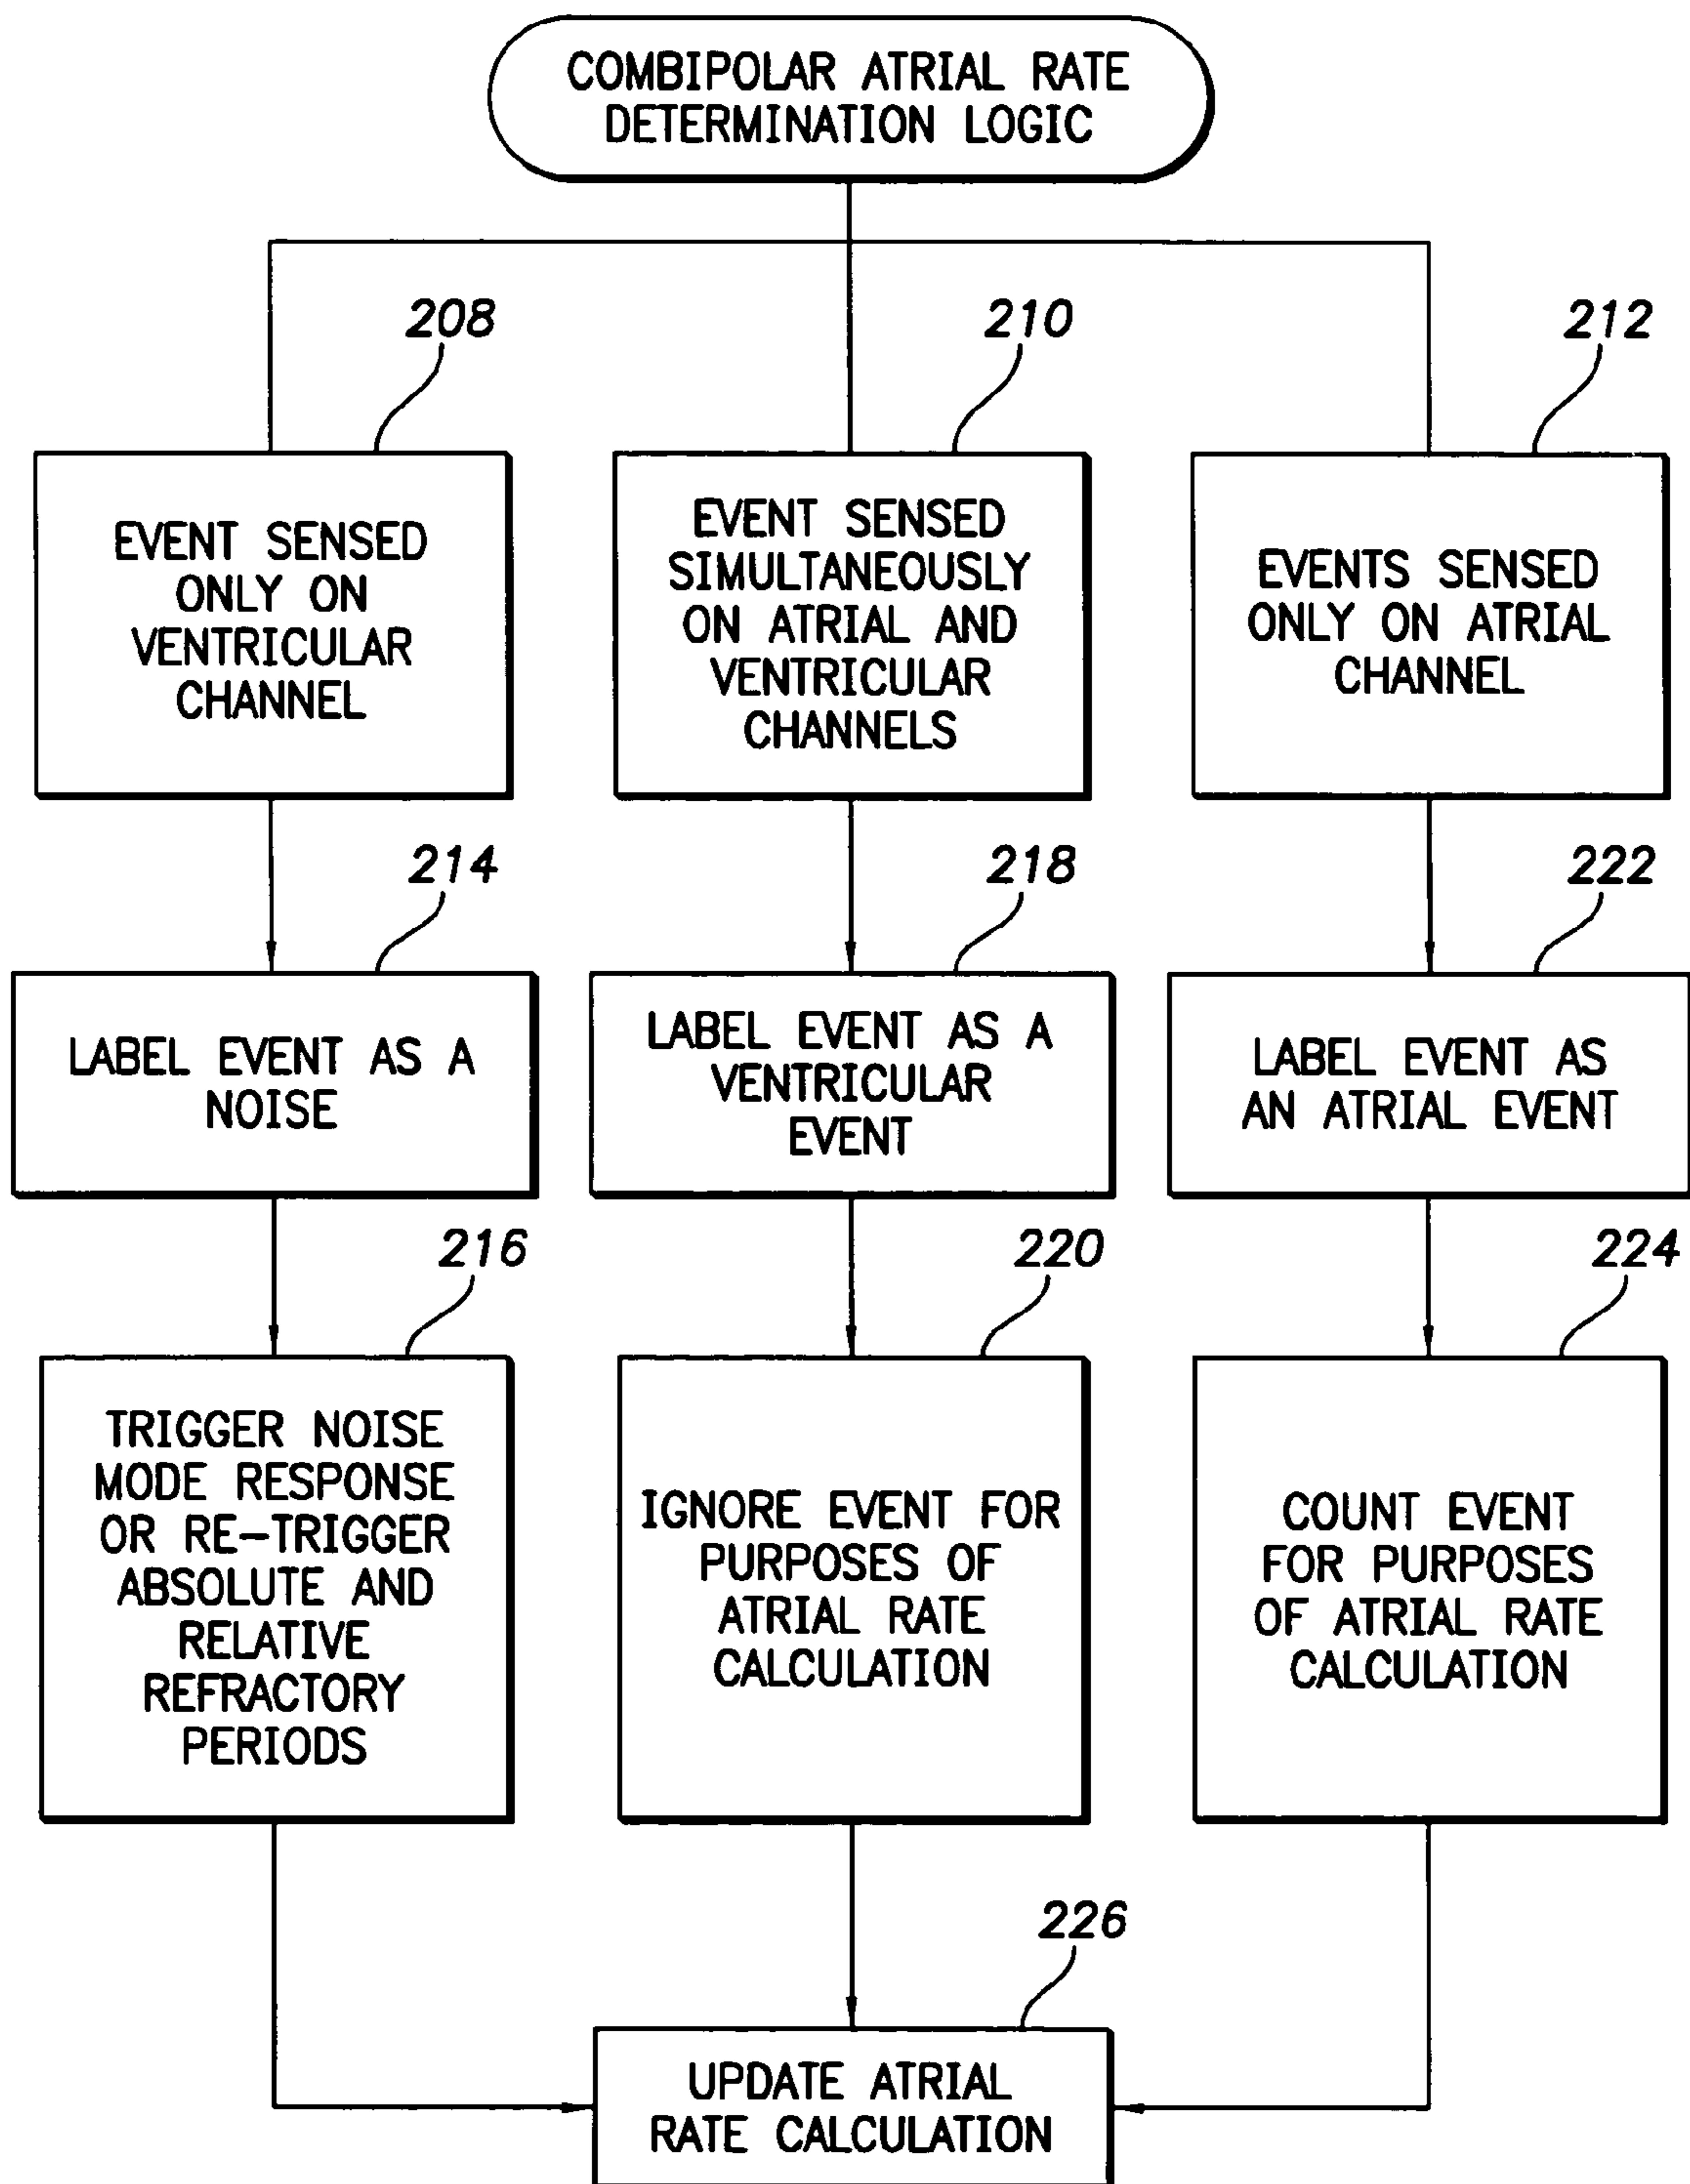 COMBIPOLAR ATRIAL RATE
DETERMINATION LOGIC
208
210
212
EVENT SENSED
ONLY ON
VENTRICULAR
CHANNEL
EVENT SENSED
SIMULTANEOUSLY
ON ATRIAL AND
VENTRICULAR
CHANNELS
EVENTS SENSED
ONLY ON ATRIAL
CHANNEL
214
218
222
LABEL EVENT AS A
NOISE
LABEL EVENT AS A
VENTRICULAR
EVENT
LABEL EVENT AS
AN ATRIAL EVENT
216
220
224
TRIGGER NOISE
MODE RESPONSE
OR RE-TRIGGER
ABSOLUTE AND
RELATIVE
REFRACTORY
PERIODS
IGNORE EVENT FOR
PURPOSES OF
ATRIAL RATE
CALCULATION
COUNT EVENT
FOR PURPOSES
OF ATRIAL RATE
CALCULATION
226
UPDATE ATRIAL
RATE CALCULATION